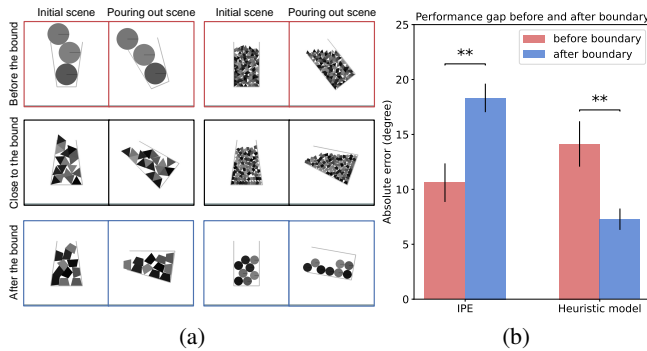 Initial scene
Pouring out scene
Initial scene
Pouring out scene
Before the bound
Close to the bound
After the bound
(a)
Performance gap before and after boundary
before boundary
after boundary
**
**
Absolute error (degree)
25
20
15
10
5
0
IPE
Heuristic model
(b)